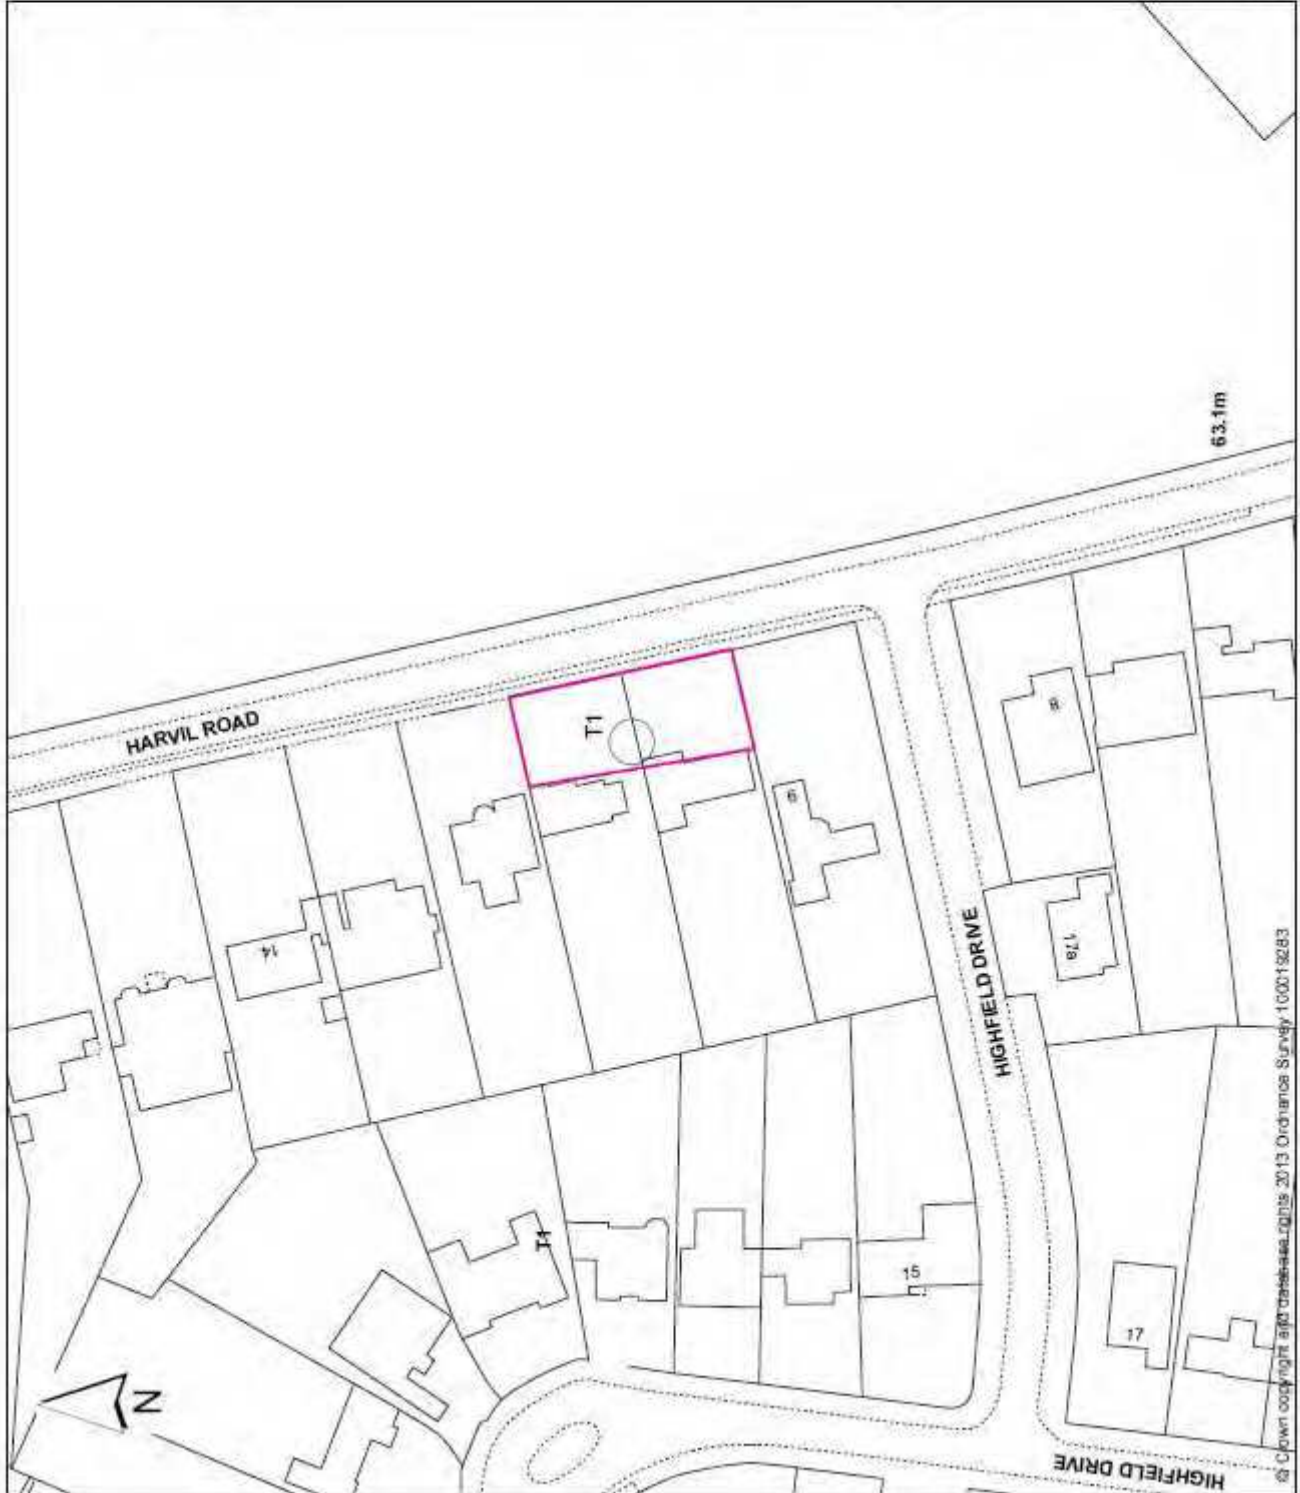 63.1m
HARVIL ROAD
T1
8
6
14
17a
HIGHFIELD DRIVE
T1
15
17
N
HIGHFIELD DRIVE
© Crown copyright and database rights 2013 Ordnance Survey 100019283